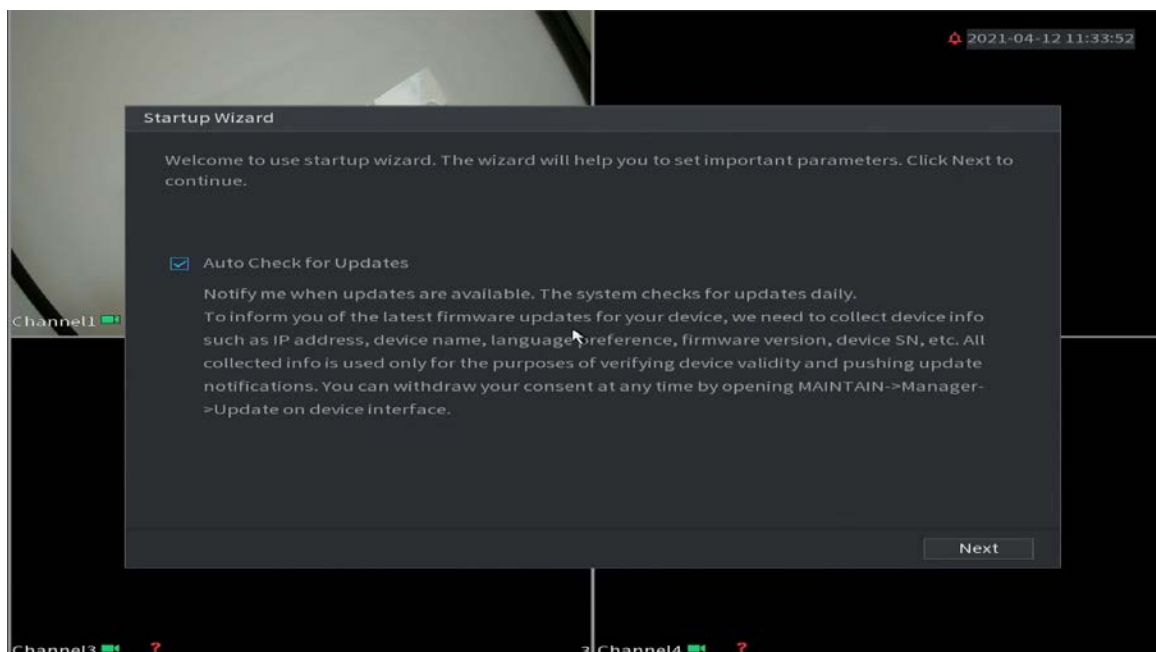 2021-04-12 11:33:52
Startup Wizard
Welcome to use startup wizard. The wizard will help you to set important parameters. Click Next to
continue.
Auto Check for Updates
Notify me when updates are available. The system checks for updates daily.
To inform you of the latest firmware updates for your device, we need to collect device info
such as IP address, device name, language preference, firmware version, device SN, etc. All
collected info is used only for the purposes of verifying device validity and pushing update
notifications. You can withdraw your consent at any time by opening MAINTAIN->Manager-
>Update on device interface.
Channel1
Next
Channel3 ?
Channel4 ?